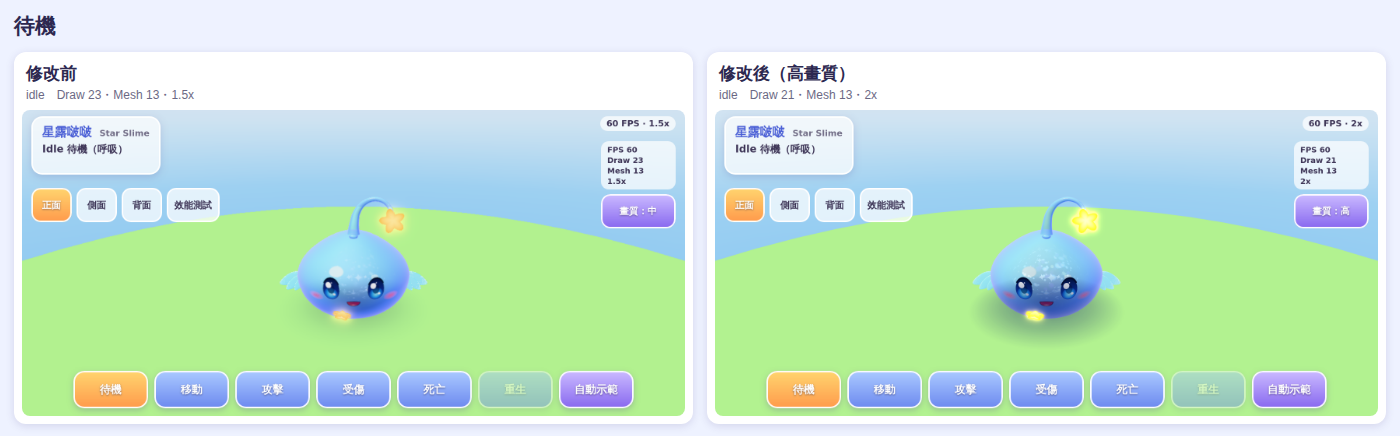 待機
修改前
idle Draw 23・Mesh 13・1.5x
星露啵啵 Star Slime
Idle 待機（呼吸）
60 FPS · 1.5x
FPS 60
Draw 23
Mesh 13
1.5x
畫質：中
正面 側面 背面 效能測試
待機 移動 攻擊 受傷 死亡 重生 自動示範
修改後（高畫質）
idle Draw 21・Mesh 13・2x
星露啵啵 Star Slime
Idle 待機（呼吸）
60 FPS · 2x
FPS 60
Draw 21
Mesh 13
2x
畫質：高
正面 側面 背面 效能測試
待機 移動 攻擊 受傷 死亡 重生 自動示範